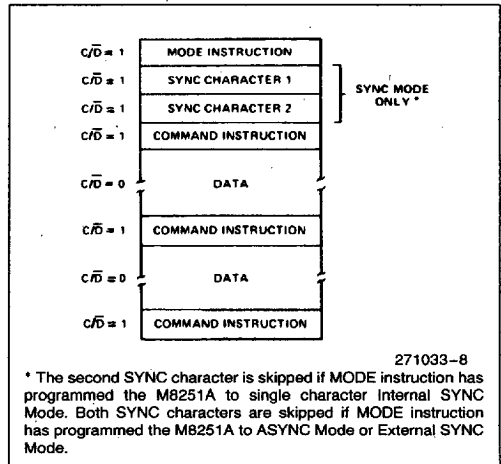 C/D̅ = 1 MODE INSTRUCTION
C/D̅ = 1 SYNC CHARACTER 1
C/D̅ = 1 SYNC CHARACTER 2
SYNC MODE
ONLY *
C/D̅ = 1 COMMAND INSTRUCTION
C/D̅ = 0 DATA
C/D̅ = 1 COMMAND INSTRUCTION
C/D̅ = 0 DATA
C/D̅ = 1 COMMAND INSTRUCTION
271033–8
* The second SYNC character is skipped if MODE instruction has
programmed the M8251A to single character Internal SYNC
Mode. Both SYNC characters are skipped if MODE instruction
has programmed the M8251A to ASYNC Mode or External SYNC
Mode.